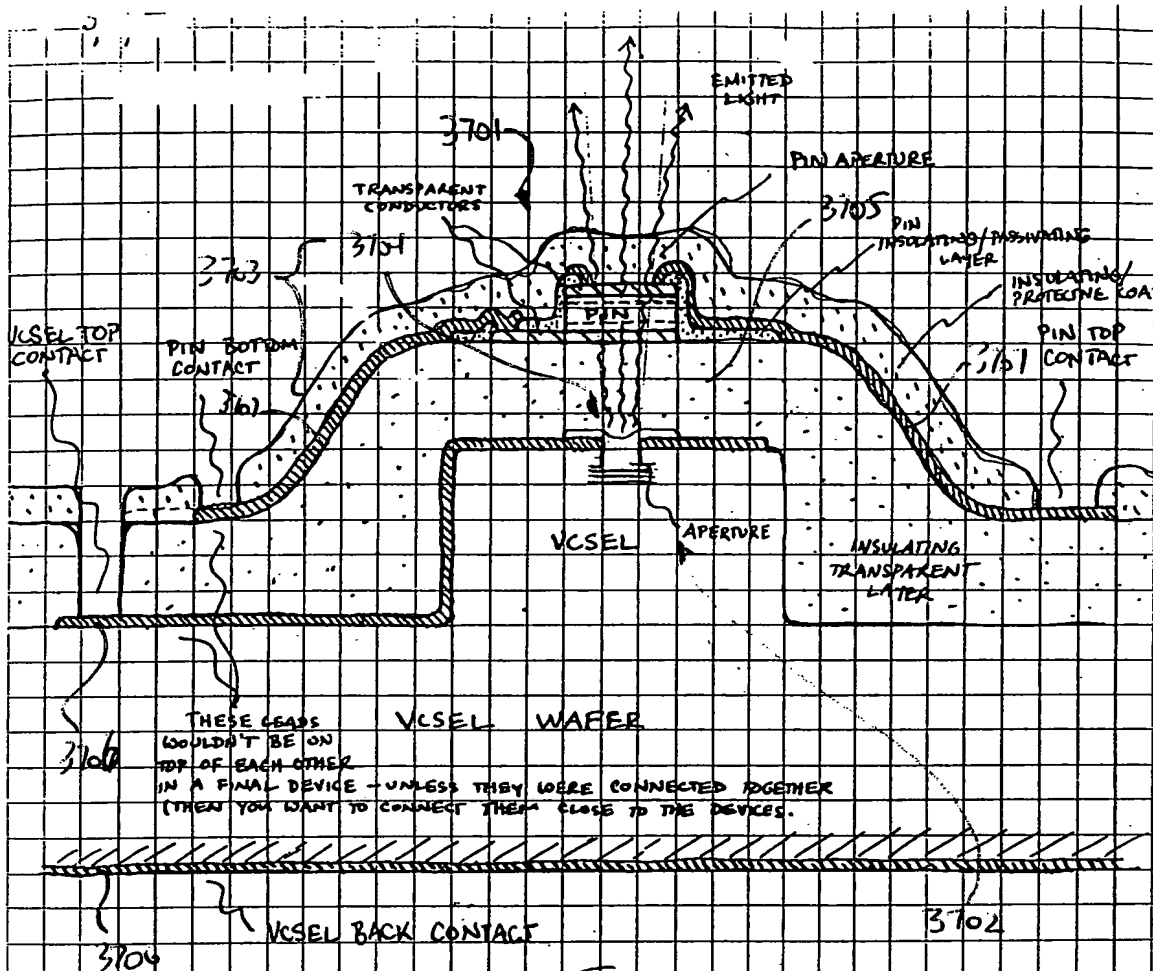 EMITTED
LIGHT
3701
PIN APERTURE
TRANSPARENT
CONDUCTORS
3705
3703
PIN
INSULATING/PASSIVATING
LAYER
INSULATING/
PROTECTIVE COA
VCSEL TOP
CONTACT
PIN BOTTOM
CONTACT
PIN
PIN TOP
CONTACT
VCSEL
APERTURE
INSULATING
TRANSPARENT
LAYER
VCSEL WAFER
THESE LEADS
WOULDN'T BE ON
TOP OF EACH OTHER
IN A FINAL DEVICE - UNLESS THEY WERE CONNECTED TOGETHER
(THEN YOU WANT TO CONNECT THEM CLOSE TO THE DEVICES.
3702
VCSEL BACK CONTACT